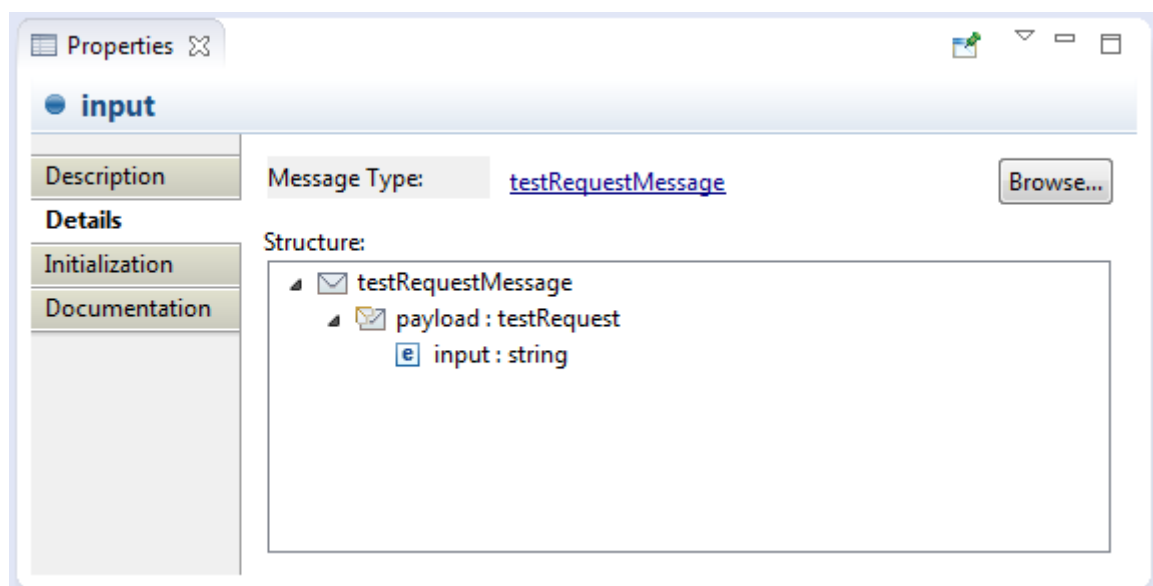 Properties
input
Description
Details
Initialization
Documentation
Message Type: testRequestMessage Browse...
Structure:
testRequestMessage
payload : testRequest
e input : string